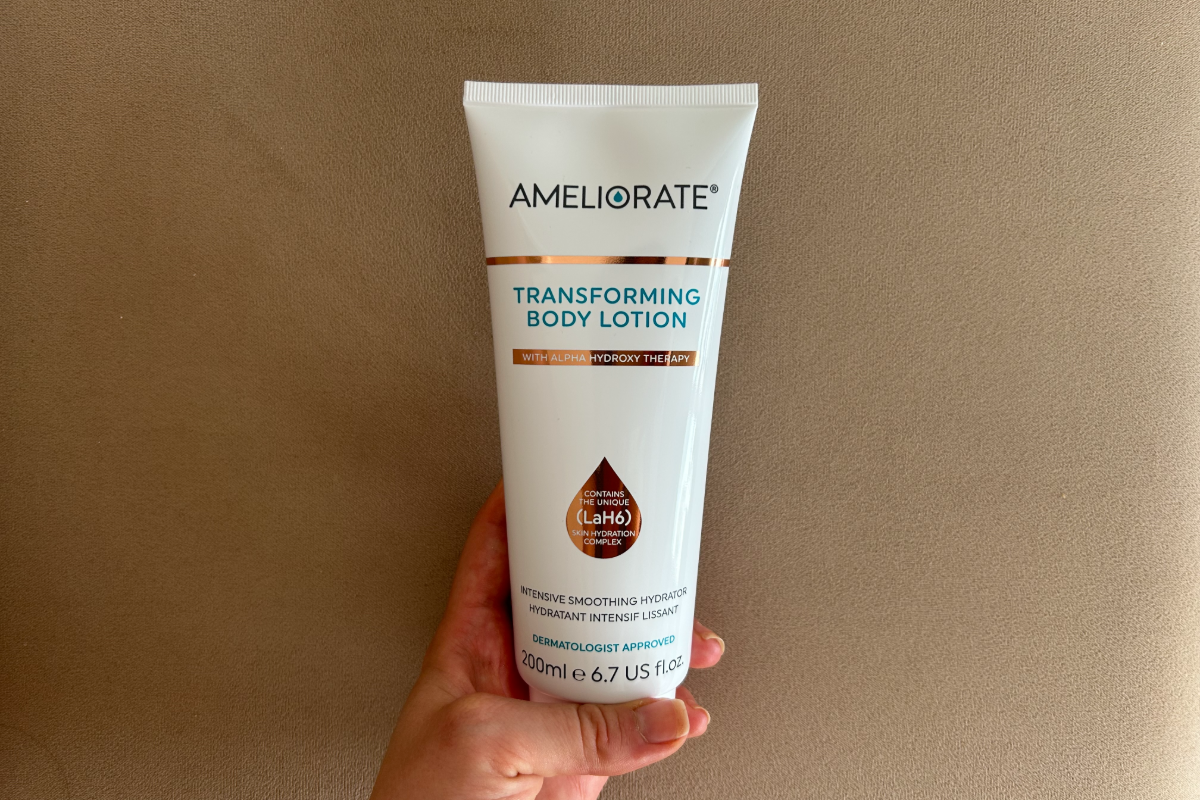 AMELIORATE®
TRANSFORMING
BODY LOTION
WITH ALPHA HYDROXY THERAPY
CONTAINS
THE UNIQUE
(LaH6)
SKIN HYDRATION
COMPLEX
INTENSIVE SMOOTHING HYDRATOR
HYDRATANT INTENSIF LISSANT
DERMATOLOGIST APPROVED
200ml e 6.7 US fl.oz.